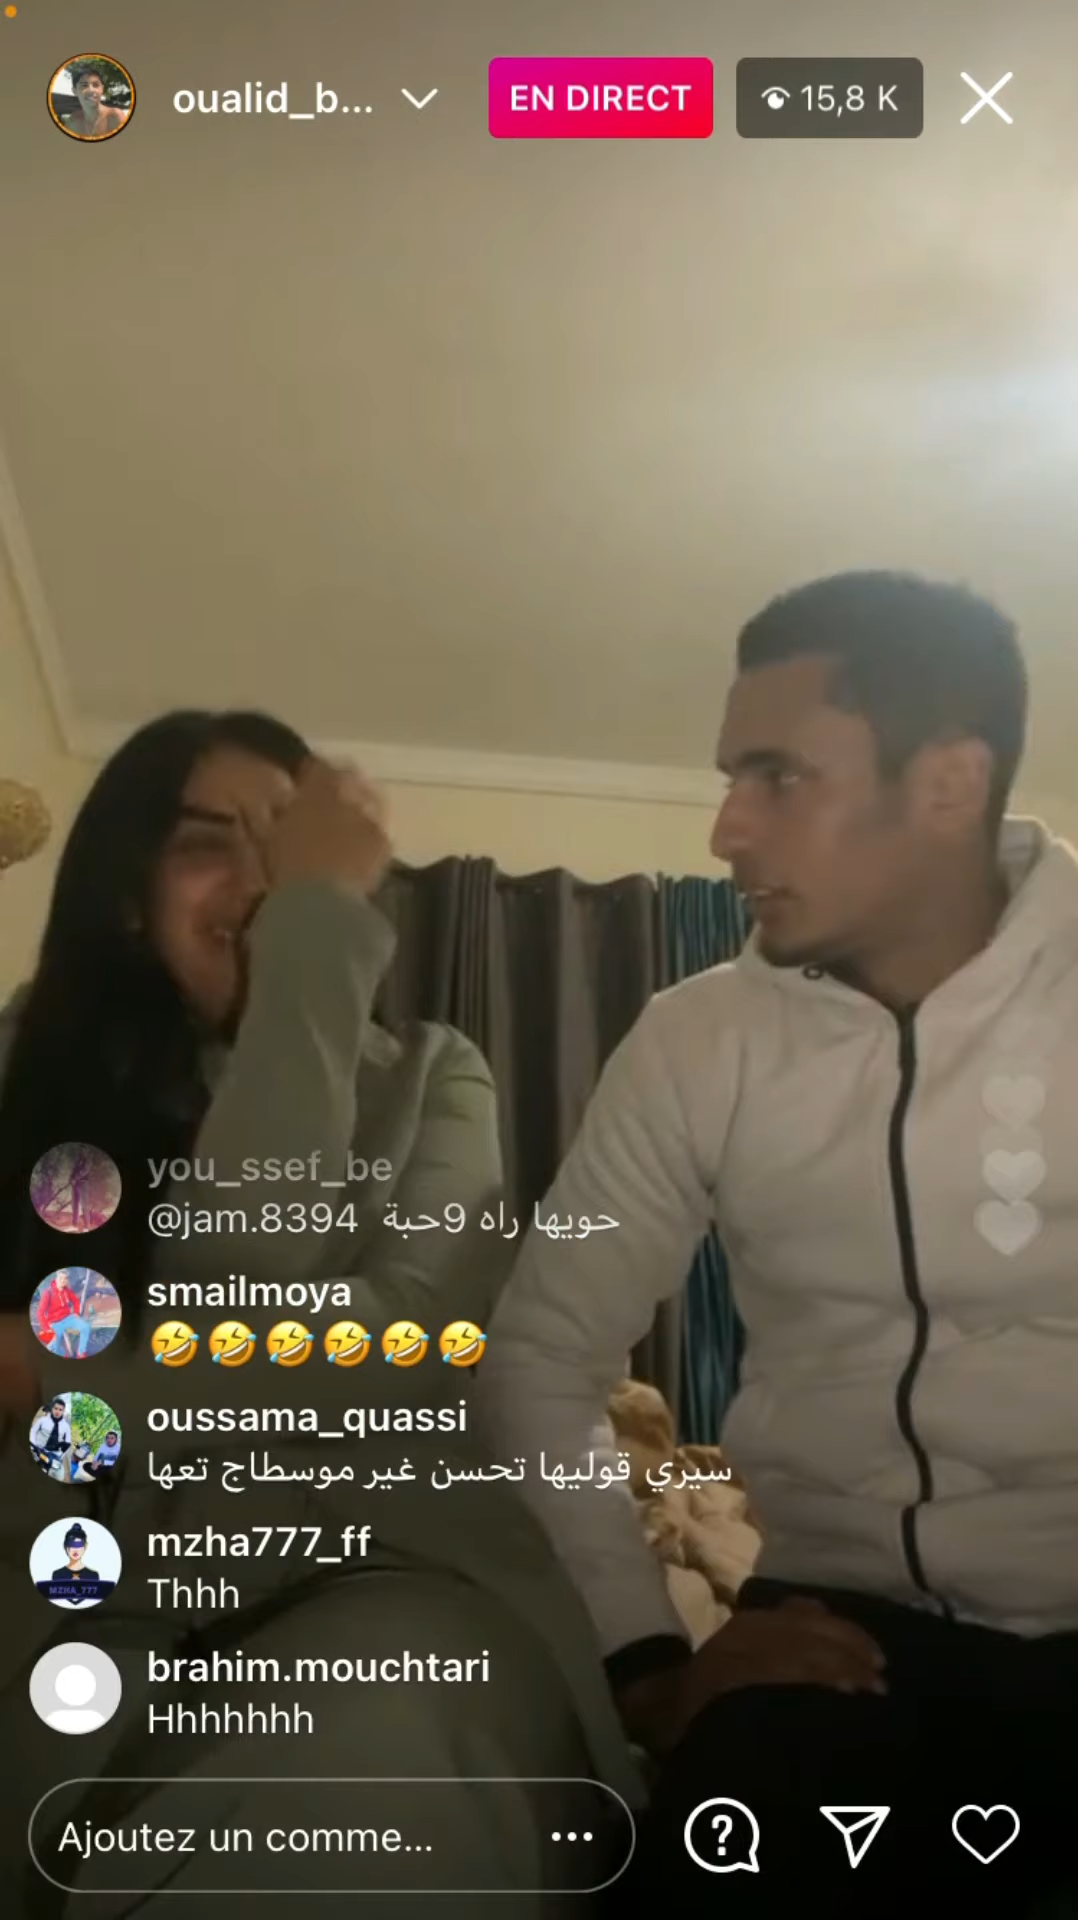 oualid_b...
EN DIRECT
15,8 K
you_ssef_be
@jam.8394 حويها راه 9حبة
smailmoya
🤣🤣🤣🤣🤣🤣
oussama_quassi
سيري قوليها تحسن غير موسطاج تعها
mzha777_ff
MZHA_777
Thhh
brahim.mouchtari
Hhhhhhh
Ajoutez un comme...